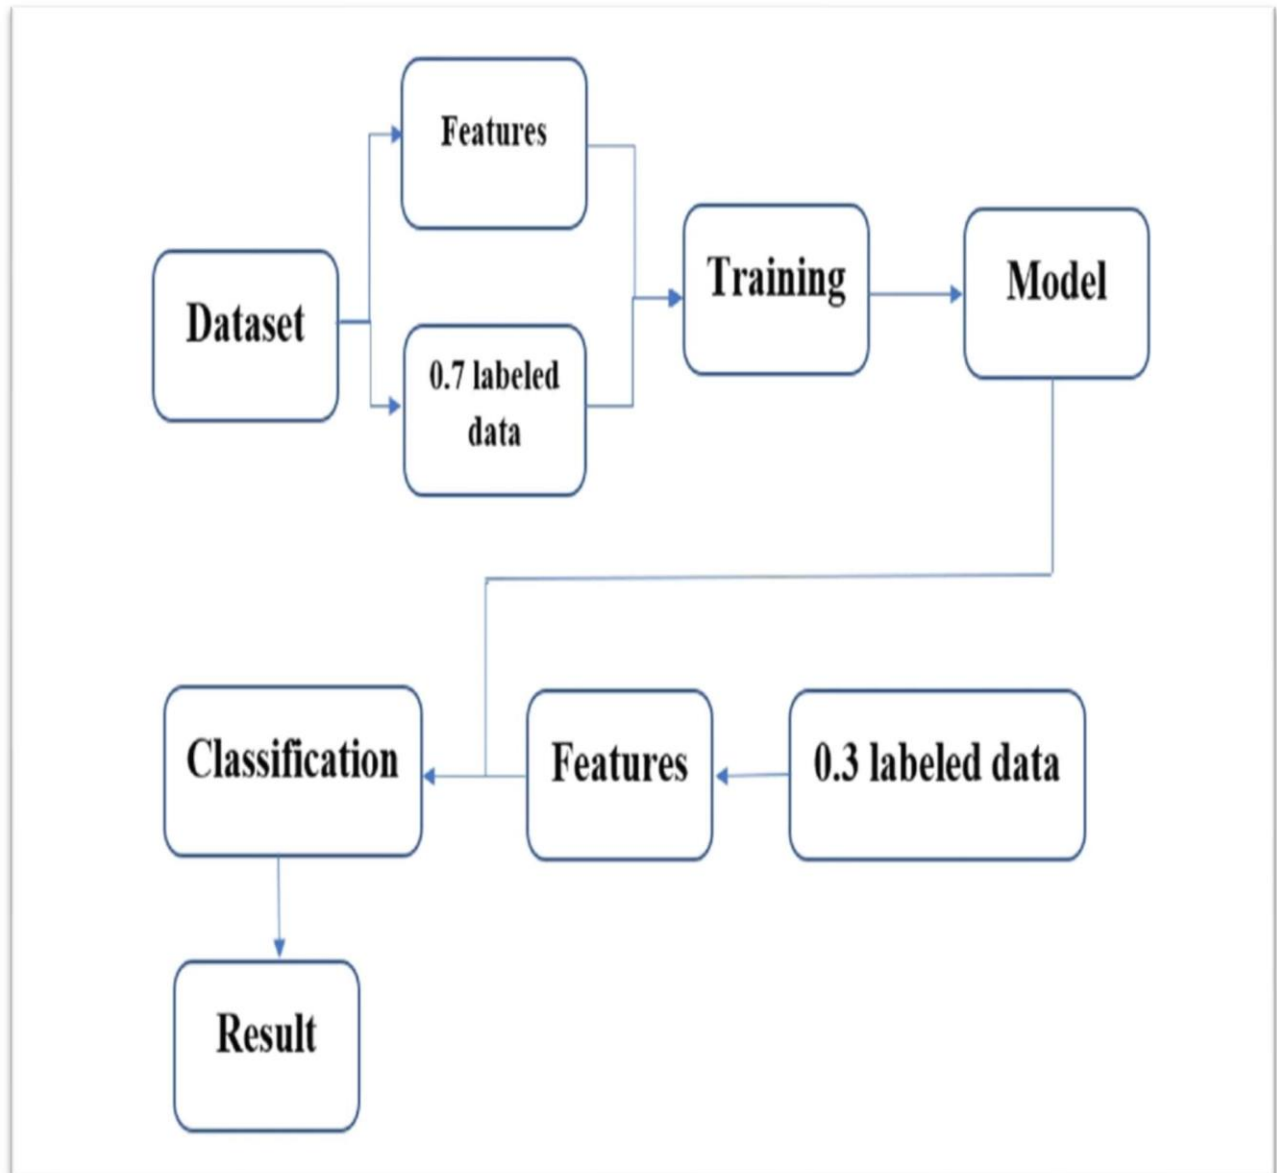 Features
Dataset
0.7 labeled
data
Training
Model
Classification
Features
0.3 labeled data
Result